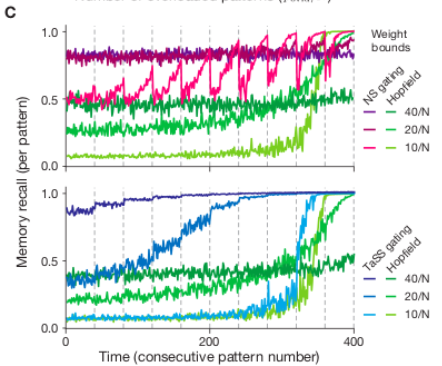 C
1.0
0.5
0.0
Weight
bounds
NS gating
Hopfield
40/N
20/N
10/N
Memory recall (per pattern)
1.0
0.5
0.0
TaSS gating
Hopfield
40/N
20/N
10/N
0
200
400
Time (consecutive pattern number)